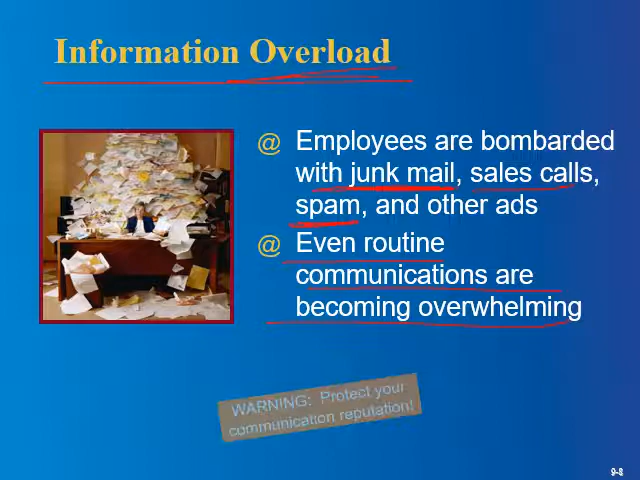 Information Overload
@ Employees are bombarded
with junk mail, sales calls,
spam, and other ads
@ Even routine
communications are
becoming overwhelming
WARNING: Protect your
communication reputation!
9-8